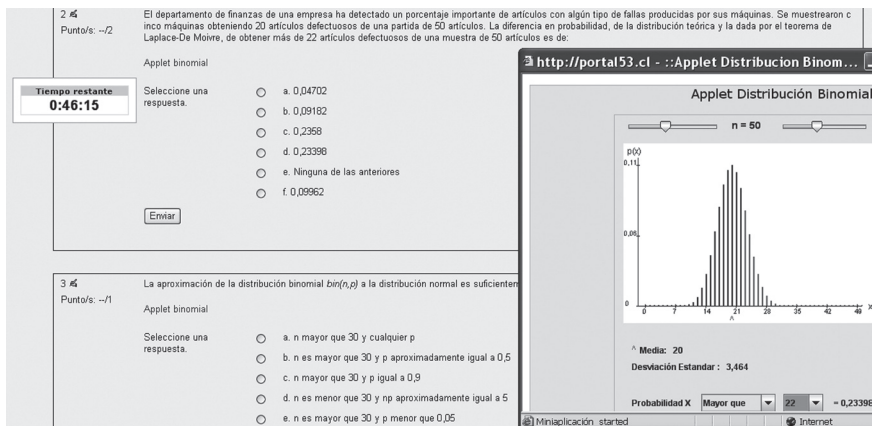 2
Punto/s: --/2
El departamento de finanzas de una empresa ha detectado un porcentaje importante de artículos con algún tipo de fallas producidas por sus máquinas. Se muestrearon c
inco máquinas obteniendo 20 artículos defectuosos de una partida de 50 artículos. La diferencia en probabilidad, de la distribución teórica y la dada por el teorema de
Laplace-De Moivre, de obtener más de 22 artículos defectuosos de una muestra de 50 artículos es de:
Applet binomial
Tiempo restante
0:46:15
Seleccione una
respuesta.
a. 0,04702
b. 0,09182
c. 0,2358
d. 0,23398
e. Ninguna de las anteriores
f. 0,09962
Enviar
3
Punto/s: --/1
La aproximación de la distribución binomial bin(n,p) a la distribución normal es suficientem
Applet binomial
Seleccione una
respuesta.
a. n mayor que 30 y cualquier p
b. n es mayor que 30 y p aproximadamente igual a 0,5
c. n mayor que 30 y p igual a 0,9
d. n es menor que 30 y np aproximadamente igual a 5
e. n es mayor que 30 y p menor que 0,05
http://portal53.cl - ::Applet Distribucion Binom...
Applet Distribución Binomial
n = 50
p(x)
0,11
0
0 7 14 21 28 35 42 49 x
^
^ Media: 20
Desviación Estandar: 3,464
Probabilidad X Mayor que 22 = 0,23398
Miniaplicación started Internet